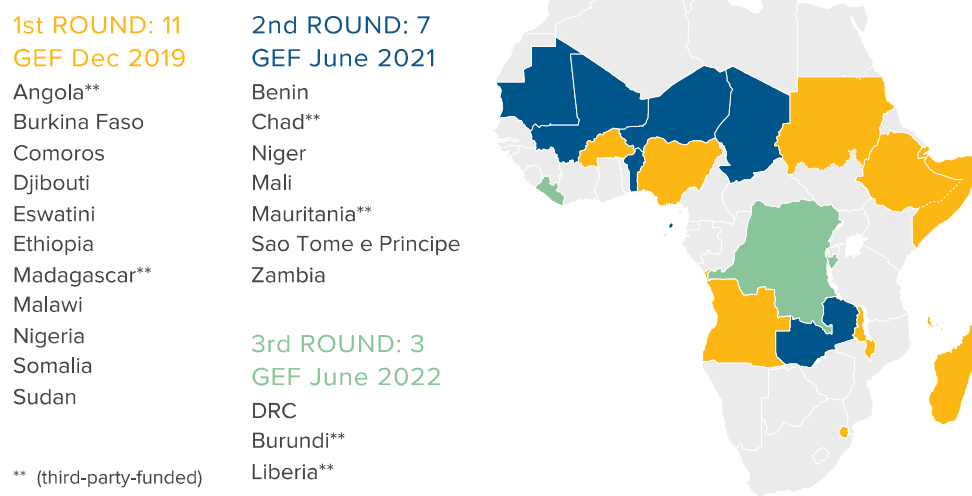 1st ROUND: 11
GEF Dec 2019
Angola**
Burkina Faso
Comoros
Djibouti
Eswatini
Ethiopia
Madagascar**
Malawi
Nigeria
Somalia
Sudan
** (third-party-funded)
2nd ROUND: 7
GEF June 2021
Benin
Chad**
Niger
Mali
Mauritania**
Sao Tome e Principe
Zambia
3rd ROUND: 3
GEF June 2022
DRC
Burundi**
Liberia**